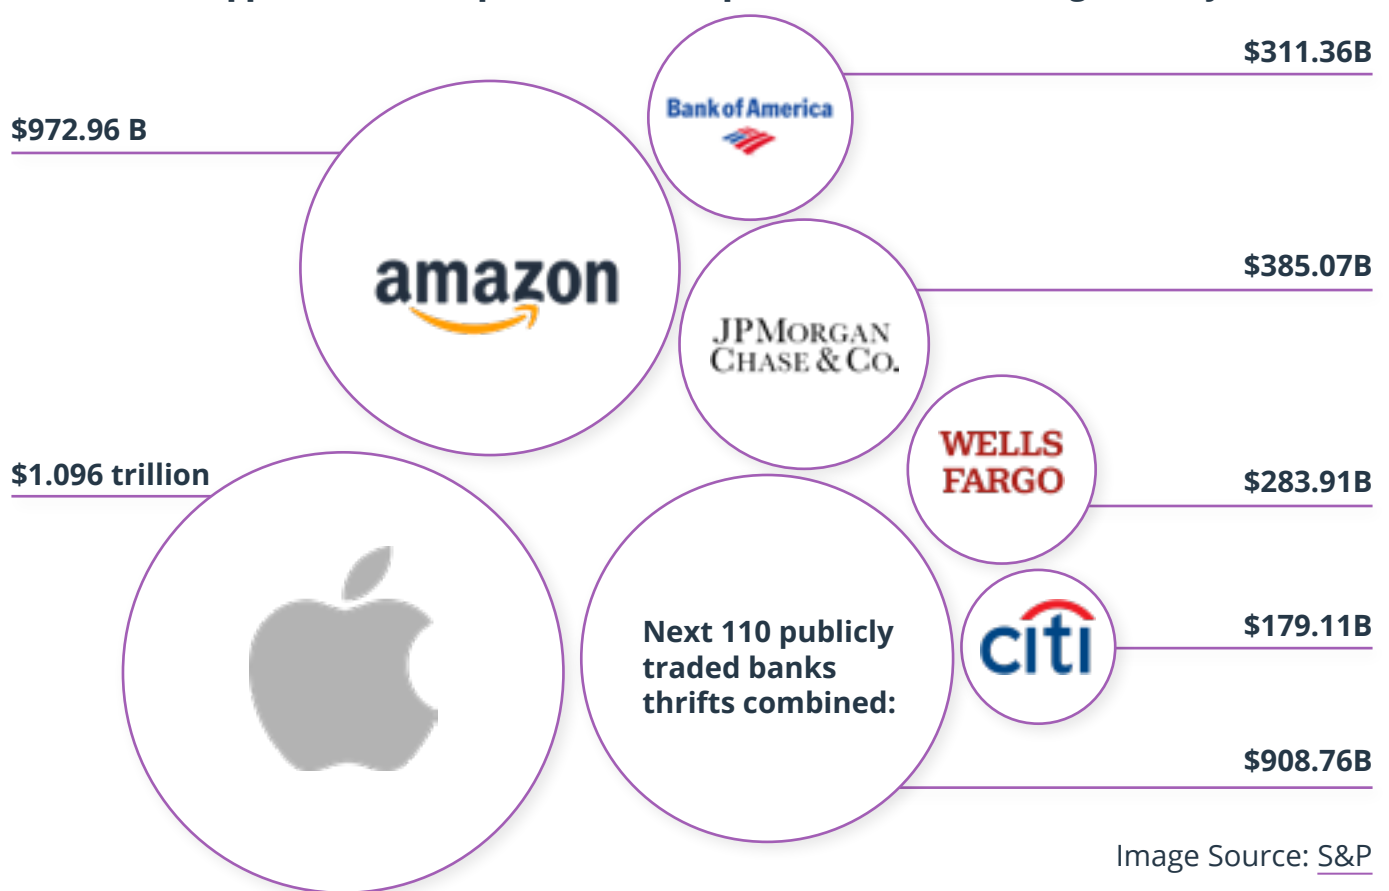 $311.36B
Bank of America
$972.96 B
amazon
$385.07B
JPMORGAN
CHASE & CO.
WELLS
FARGO
$1.096 trillion
$283.91B
Next 110 publicly
traded banks
thrifts combined:
citi
$179.11B
$908.76B
Image Source: S&P